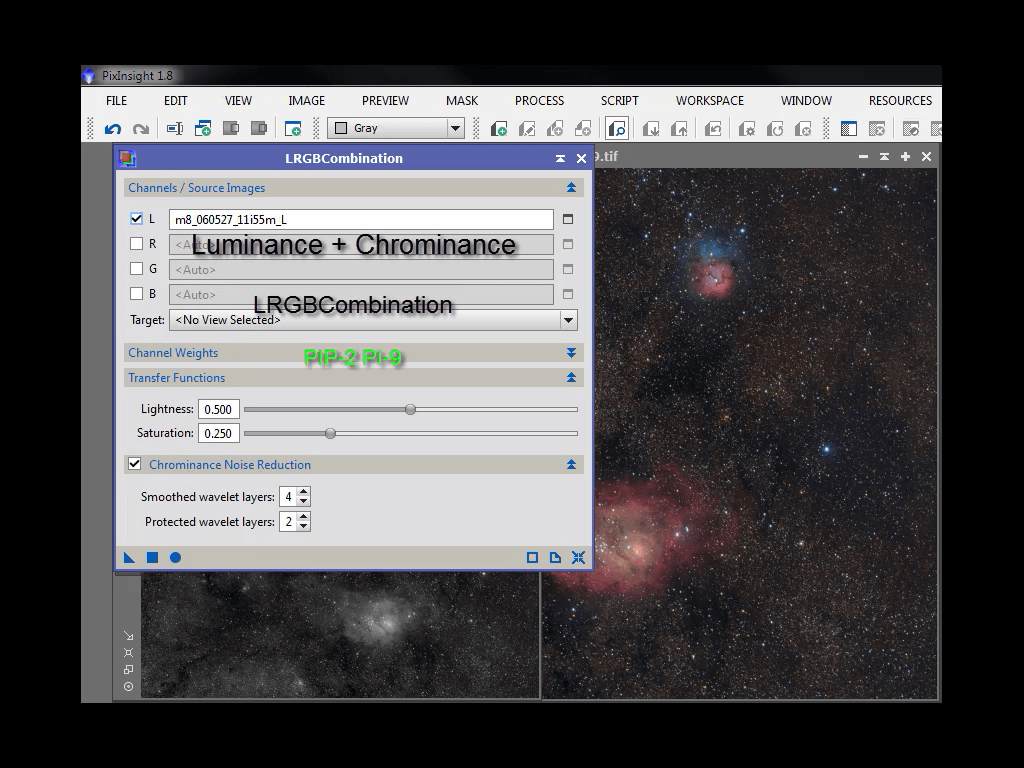 PixInsight 1.8
FILE EDIT VIEW IMAGE PREVIEW MASK PROCESS SCRIPT WORKSPACE WINDOW RESOURCES
Gray
LRGBCombination
9.tif
Channels / Source Images
L m8_060527_11i55m_L
R <Auto>
Luminance + Chrominance
G <Auto>
B <Auto>
LRGBCombination
Target: <No View Selected>
Channel Weights
PIP-2 PI-9
Transfer Functions
Lightness: 0.500
Saturation: 0.250
Chrominance Noise Reduction
Smoothed wavelet layers: 4
Protected wavelet layers: 2